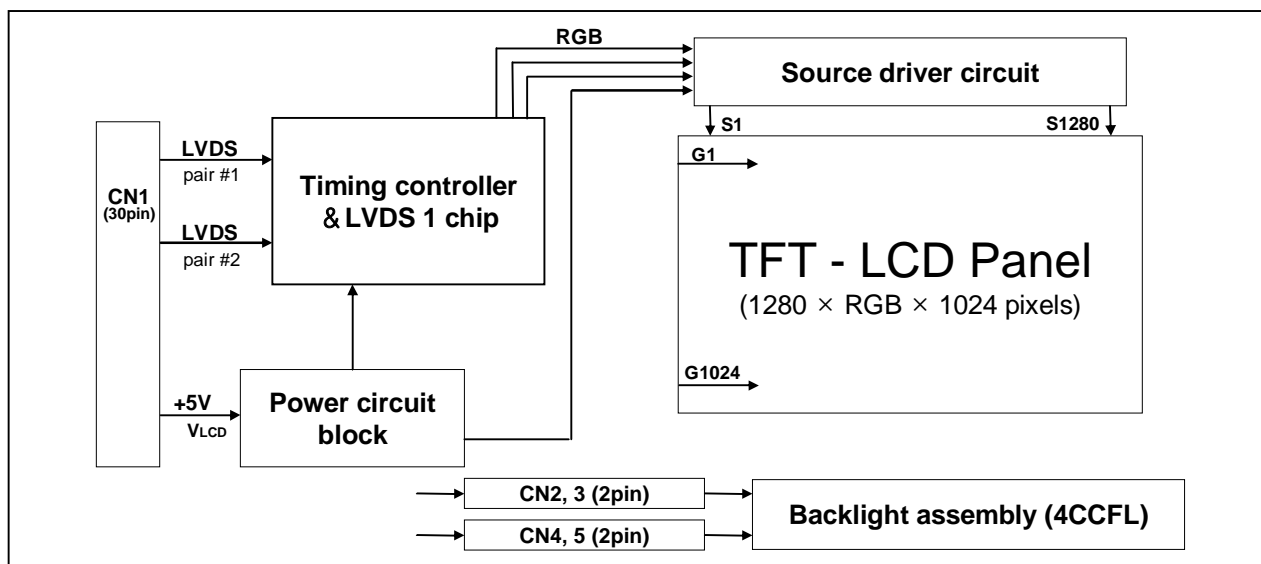 RGB
Source driver circuit
S1
S1280
CN1
(30pin)
LVDS
pair #1
LVDS
pair #2
Timing controller
& LVDS 1 chip
G1
TFT - LCD Panel
(1280 × RGB × 1024 pixels)
G1024
+5V
VLCD
Power circuit
block
CN2, 3 (2pin)
CN4, 5 (2pin)
Backlight assembly (4CCFL)